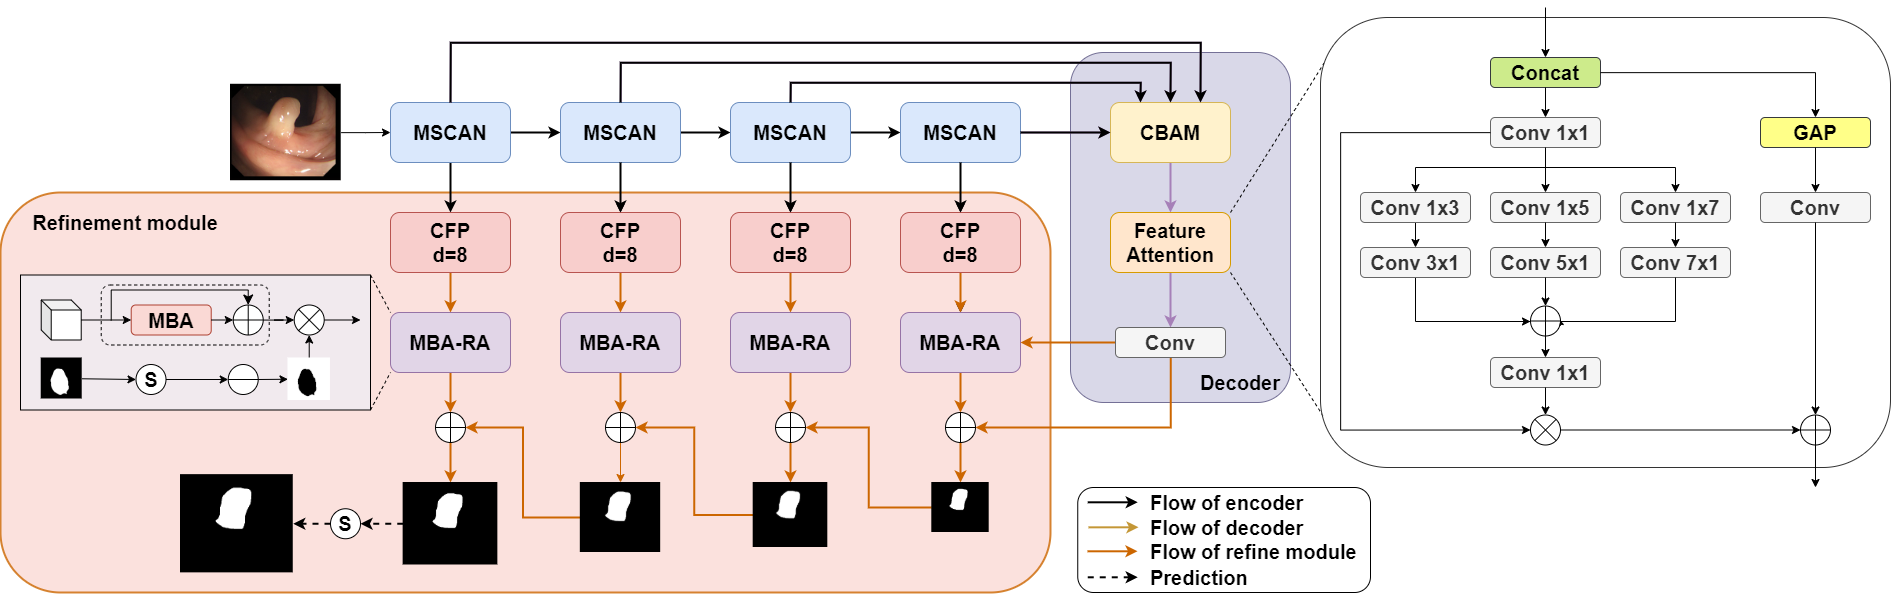 MSCAN
MSCAN
MSCAN
MSCAN
CBAM
Refinement module
CFP
d=8
CFP
d=8
CFP
d=8
CFP
d=8
Feature
Attention
MBA
S
MBA-RA
MBA-RA
MBA-RA
MBA-RA
Conv
Decoder
S
Concat
Conv 1x1
GAP
Conv 1x3
Conv 1x5
Conv 1x7
Conv
Conv 3x1
Conv 5x1
Conv 7x1
Conv 1x1
Flow of encoder
Flow of decoder
Flow of refine module
Prediction